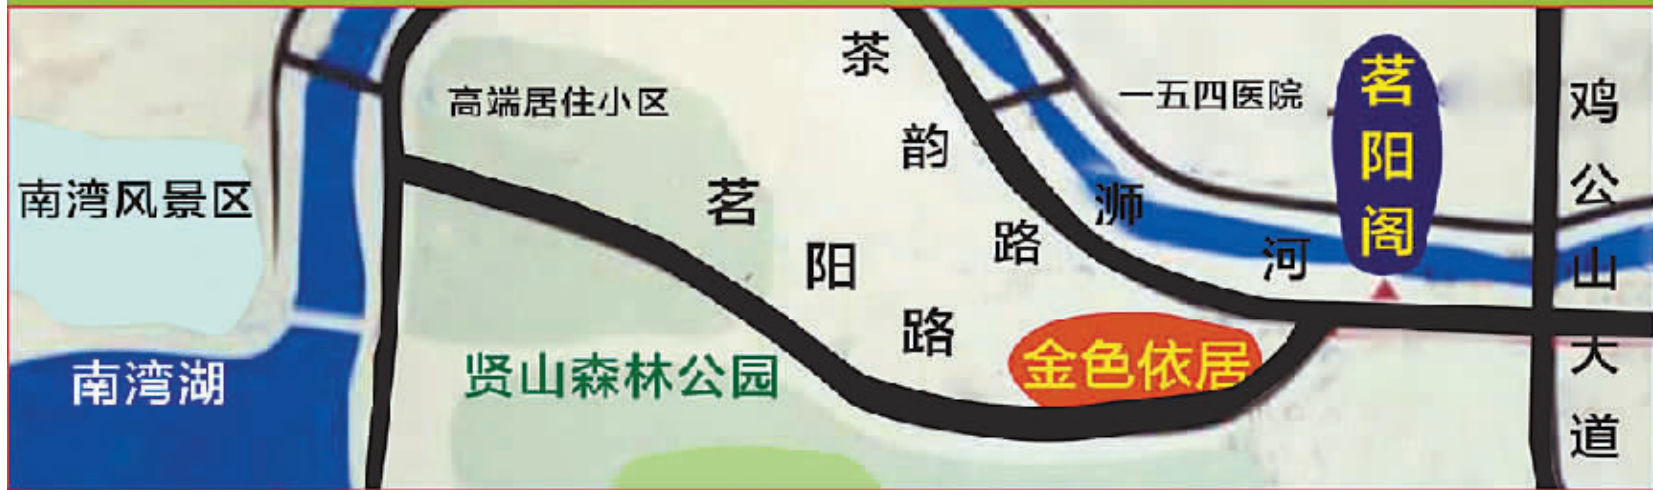 茶韵路
高端居住小区
一五四医院
茗阳阁
鸡公山大道
南湾风景区
茗阳路
浉河
南湾湖
贤山森林公园
金色依居